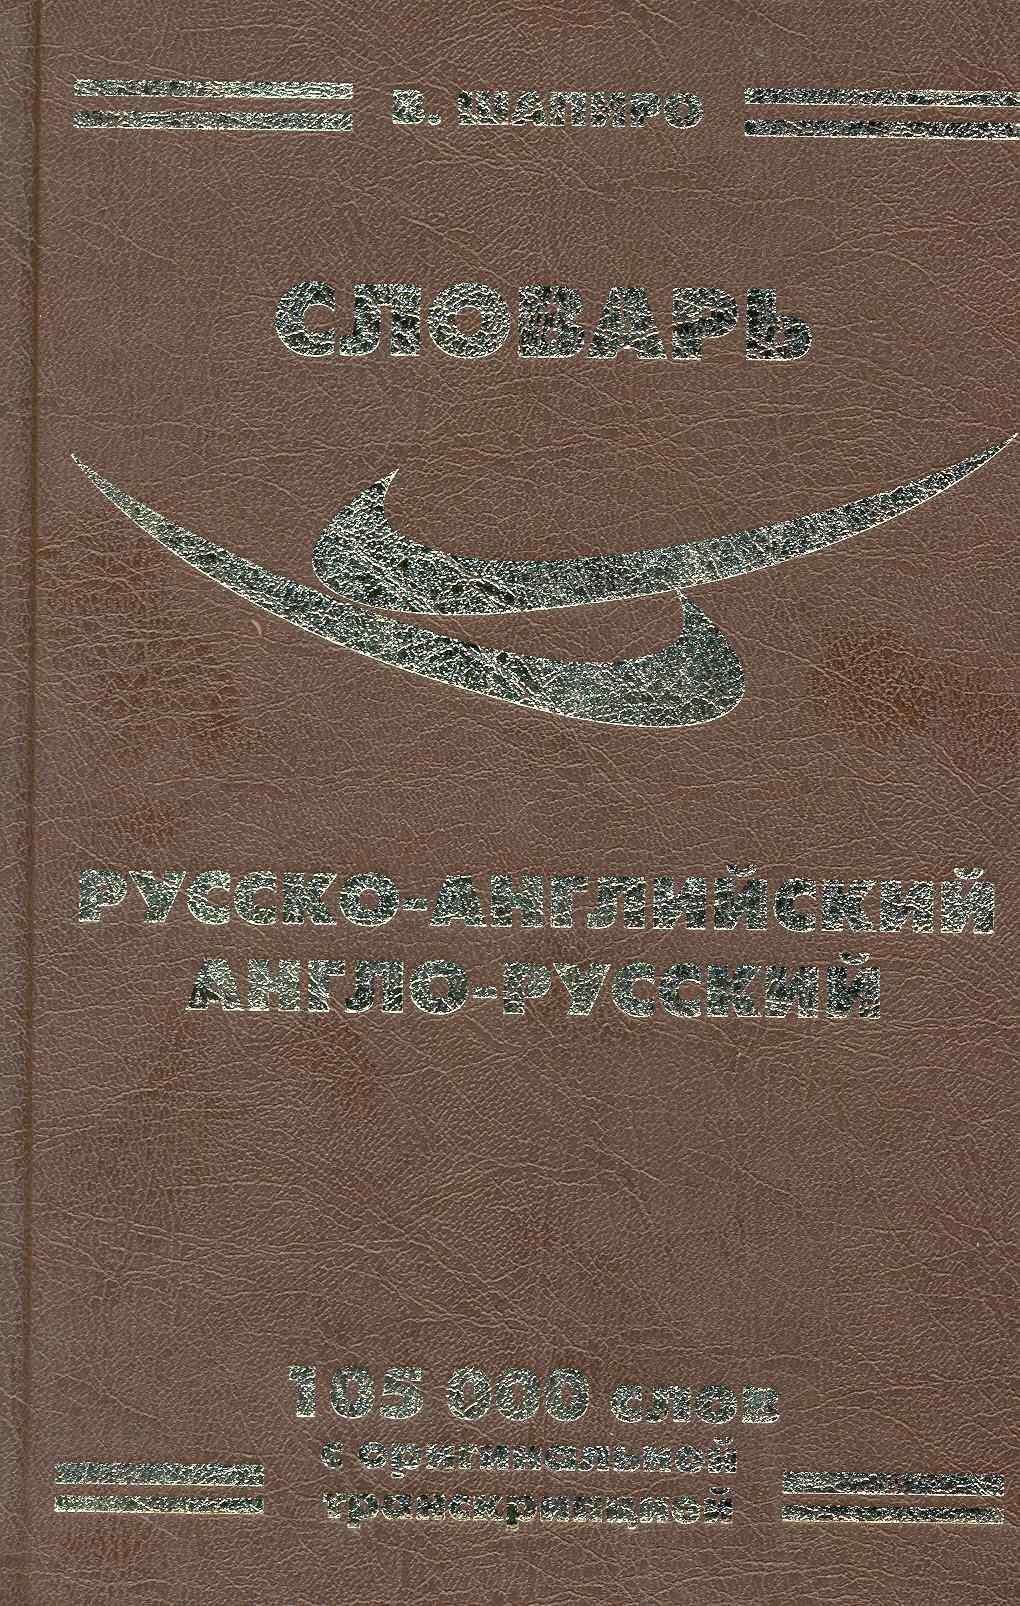 В. ШАПИРО
СЛОВАРЬ
РУССКО-АНГЛИЙСКИЙ
АНГЛО-РУССКИЙ
105 000 слов
с оригинальной
транскрипцией